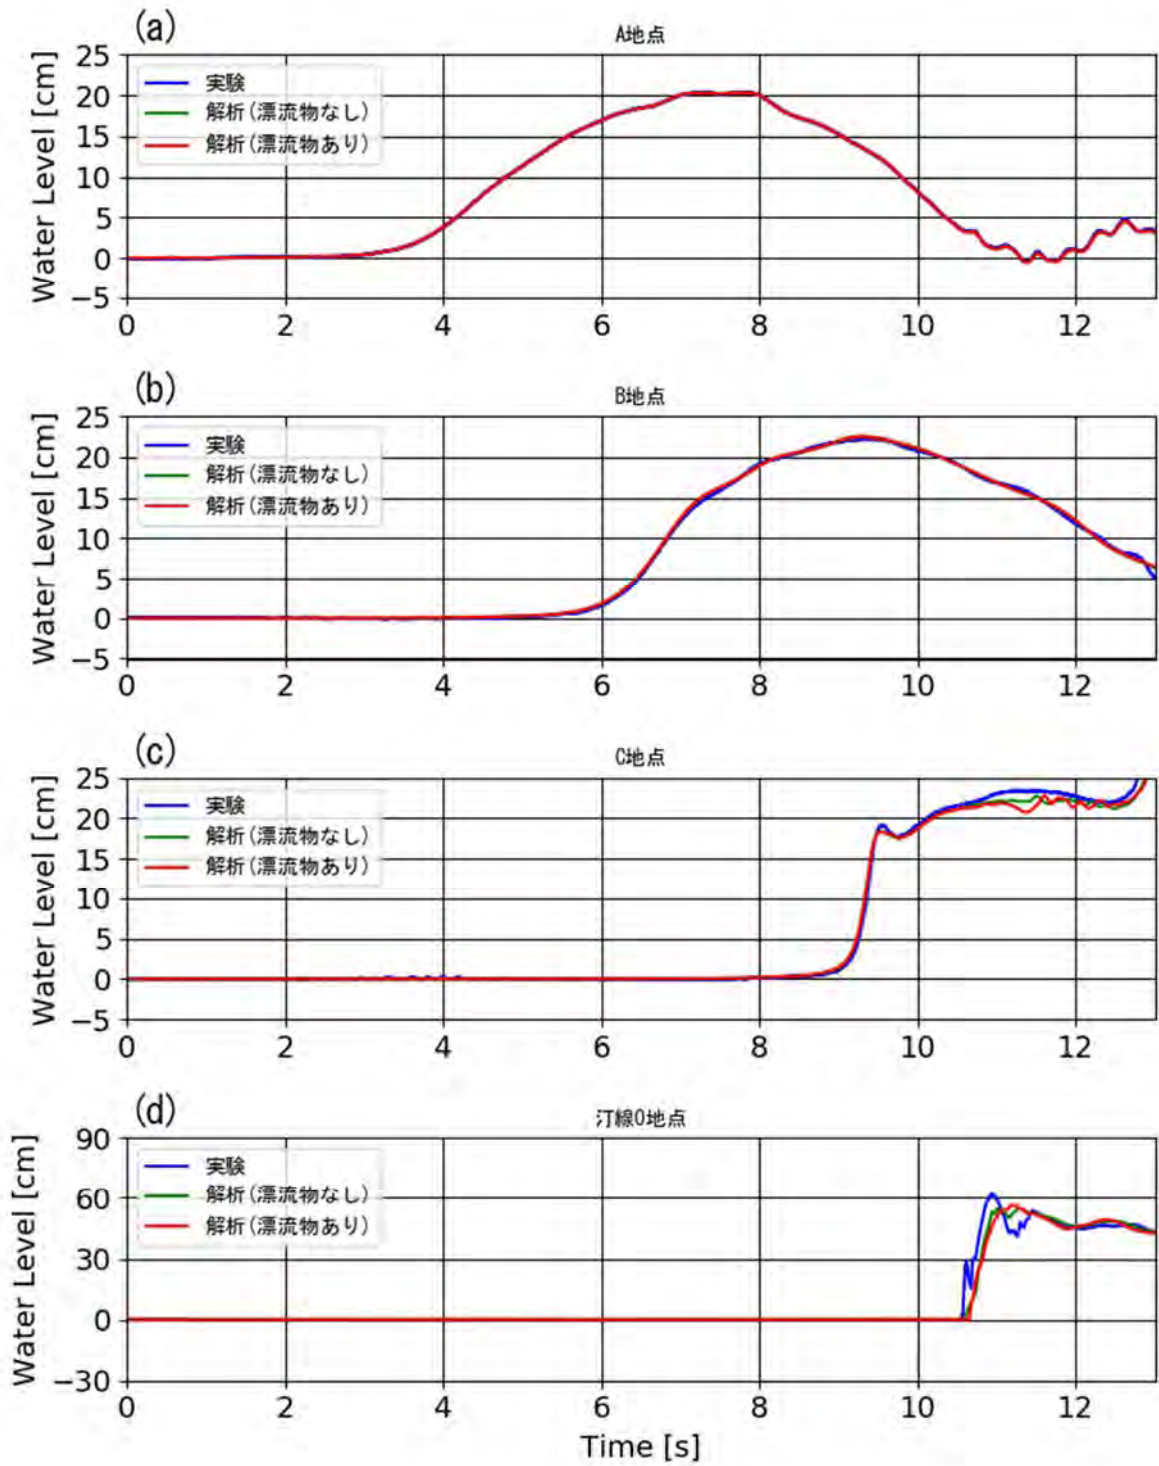 (a)
A地点
Water Level [cm]
25
20
15
10
5
0
−5
実験
解析(漂流物なし)
解析(漂流物あり)
0 2 4 6 8 10 12
(b)
B地点
Water Level [cm]
25
20
15
10
5
0
−5
実験
解析(漂流物なし)
解析(漂流物あり)
0 2 4 6 8 10 12
(c)
C地点
Water Level [cm]
25
20
15
10
5
0
−5
実験
解析(漂流物なし)
解析(漂流物あり)
0 2 4 6 8 10 12
(d)
汀線0地点
Water Level [cm]
90
60
30
0
−30
実験
解析(漂流物なし)
解析(漂流物あり)
0 2 4 6 8 10 12
Time [s]